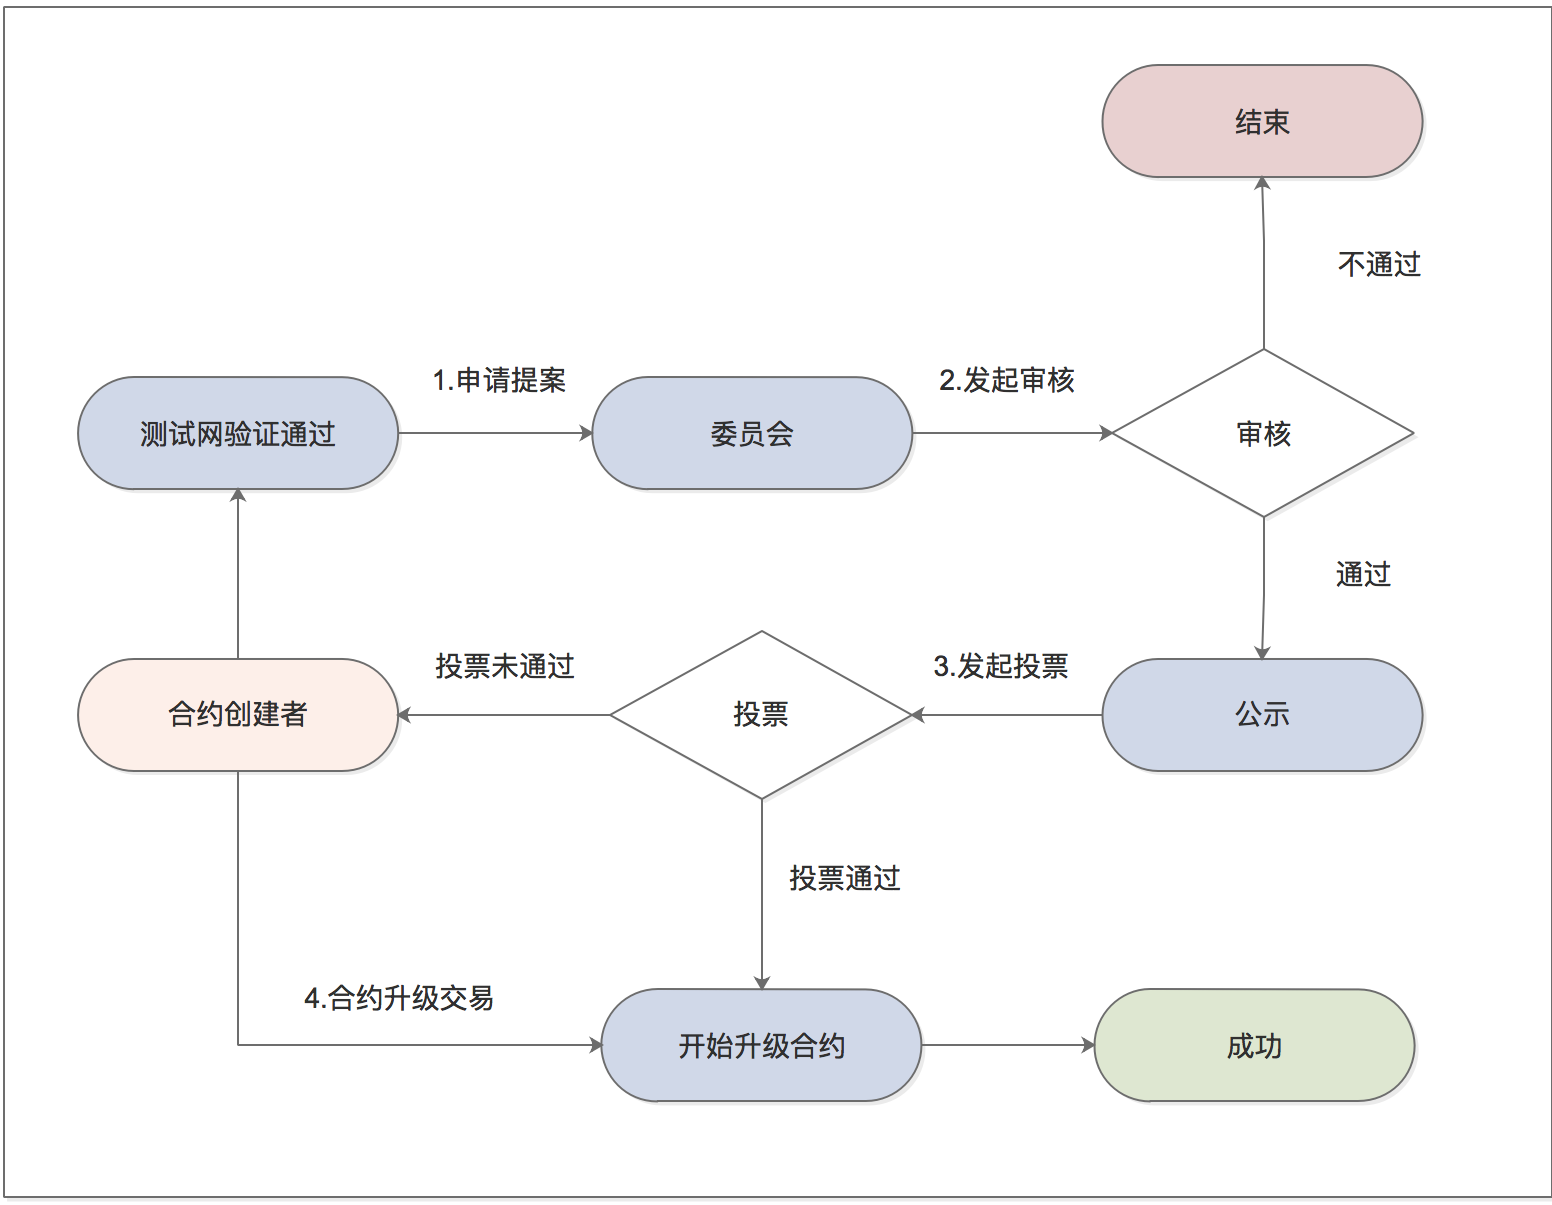 结束
不通过
1.申请提案
2.发起审核
测试网验证通过
委员会
审核
通过
投票未通过
3.发起投票
合约创建者
投票
公示
投票通过
4.合约升级交易
开始升级合约
成功